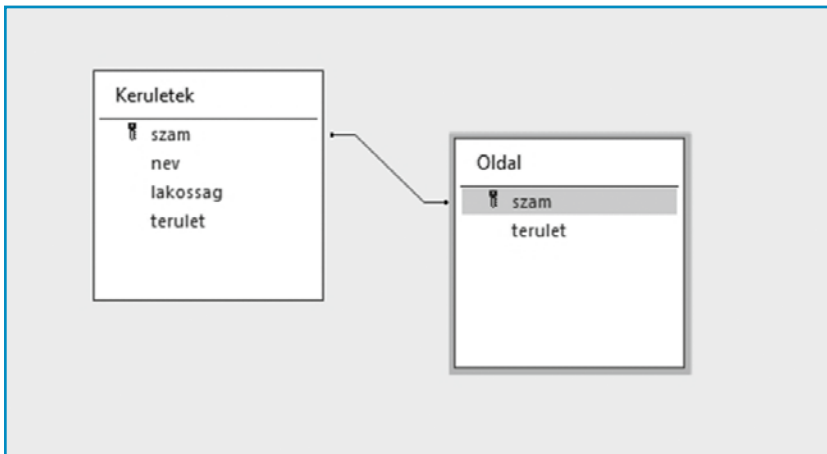 Keruletek
szam
nev
lakossag
terulet
Oldal
szam
terulet